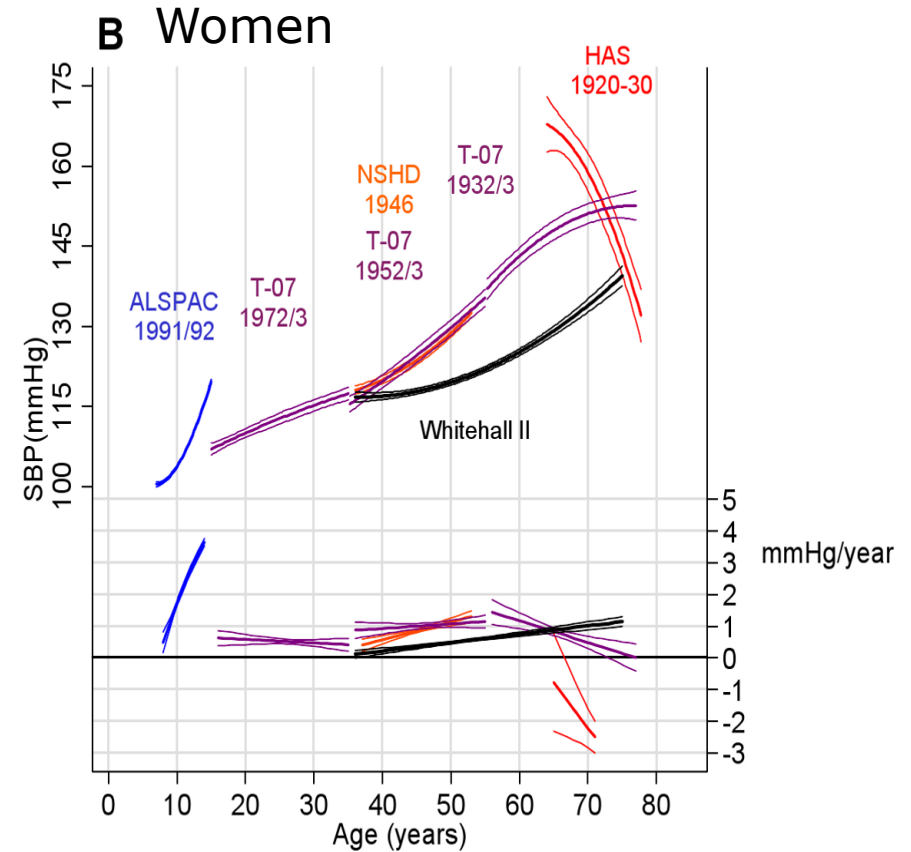 B Women
HAS
1920-30
T-07
1932/3
NSHD
1946
T-07
1952/3
T-07
1972/3
ALSPAC
1991/92
Whitehall II
SBP(mmHg)
175
160
145
130
115
100
5
4
3
2
1
0
-1
-2
-3
mmHg/year
0 10 20 30 40 50 60 70 80
Age (years)